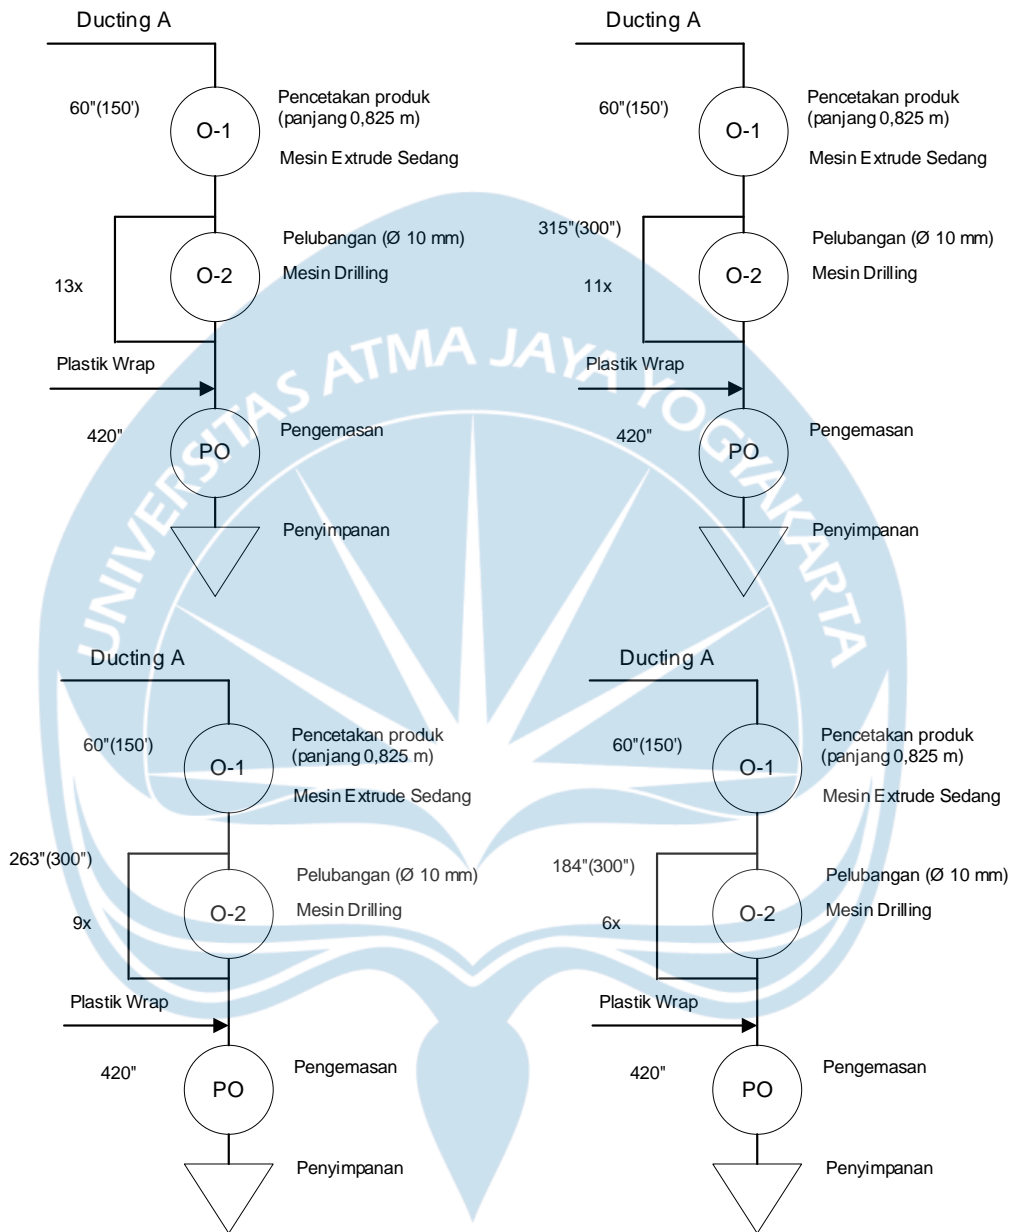 Ducting A
60"(150')
O-1
Pencetakan produk
(panjang 0,825 m)
Mesin Extrude Sedang
13x
O-2
Pelubangan (Ø 10 mm)
Mesin Drilling
Plastik Wrap
420"
PO
Pengemasan
Penyimpanan
Ducting A
60"(150')
O-1
Pencetakan produk
(panjang 0,825 m)
Mesin Extrude Sedang
315"(300")
11x
O-2
Pelubangan (Ø 10 mm)
Mesin Drilling
Plastik Wrap
420"
PO
Pengemasan
Penyimpanan
UNIVERSITAS ATMA JAYA YOGYAKARTA
Ducting A
60"(150')
O-1
Pencetakan produk
(panjang 0,825 m)
Mesin Extrude Sedang
263"(300")
9x
O-2
Pelubangan (Ø 10 mm)
Mesin Drilling
Plastik Wrap
420"
PO
Pengemasan
Penyimpanan
Ducting A
60"(150')
O-1
Pencetakan produk
(panjang 0,825 m)
Mesin Extrude Sedang
184"(300")
6x
O-2
Pelubangan (Ø 10 mm)
Mesin Drilling
Plastik Wrap
420"
PO
Pengemasan
Penyimpanan